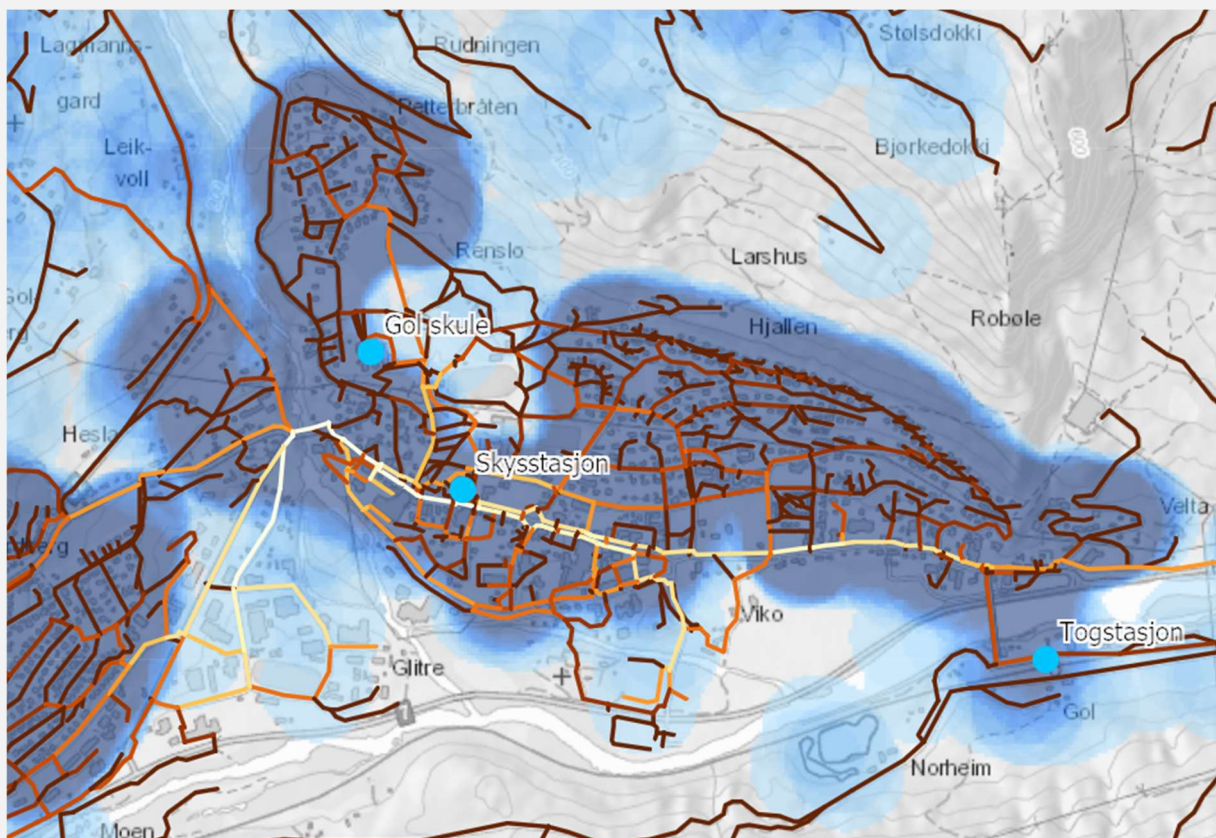 Lagmanns-
gard
Rudningen
Stølsdokki
Petterbråten
Leik-
voll
Bjørkedokki
Renslo
Larshus
Robøle
Hjallen
Gol skule
Hesla
Skysstasjon
Velta
Viko
Togstasjon
Glitre
Gol
Norheim
Moen